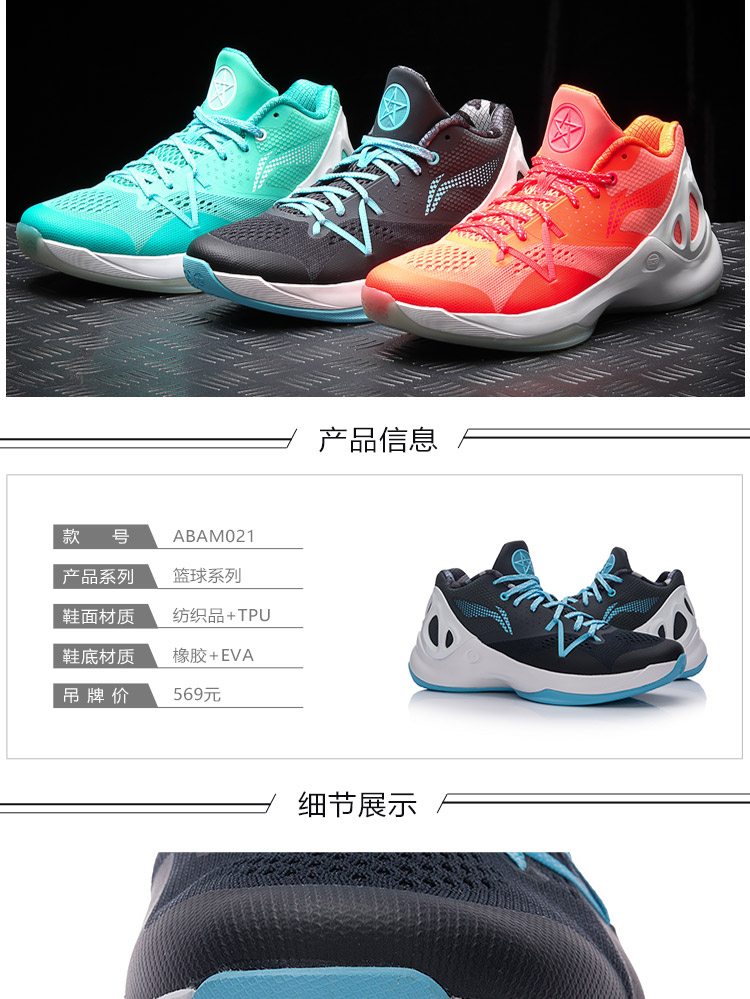 产品信息
款 号 ABAM021
产品系列 篮球系列
鞋面材质 纺织品+TPU
鞋底材质 橡胶+EVA
吊牌价 569元
细节展示